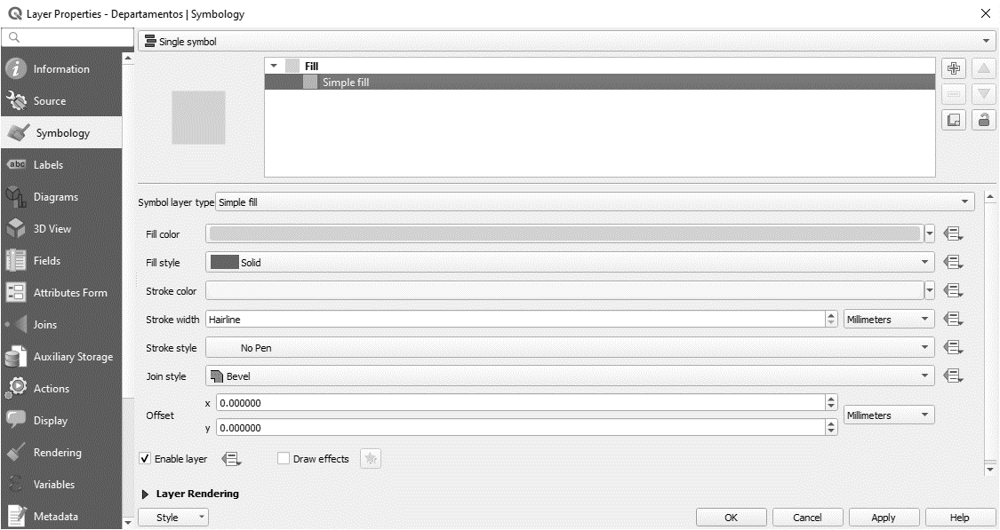 Layer Properties - Departamentos | Symbology
Single symbol
Information
Source
Symbology
Labels
Diagrams
3D View
Fields
Attributes Form
Joins
Auxiliary Storage
Actions
Display
Rendering
Variables
Metadata
Fill
Simple fill
Symbol layer type Simple fill
Fill color
Fill style Solid
Stroke color
Stroke width Hairline Millimeters
Stroke style No Pen
Join style Bevel
Offset
x 0.000000
y 0.000000
Millimeters
Enable layer Draw effects
Layer Rendering
Style OK Cancel Apply Help
abc